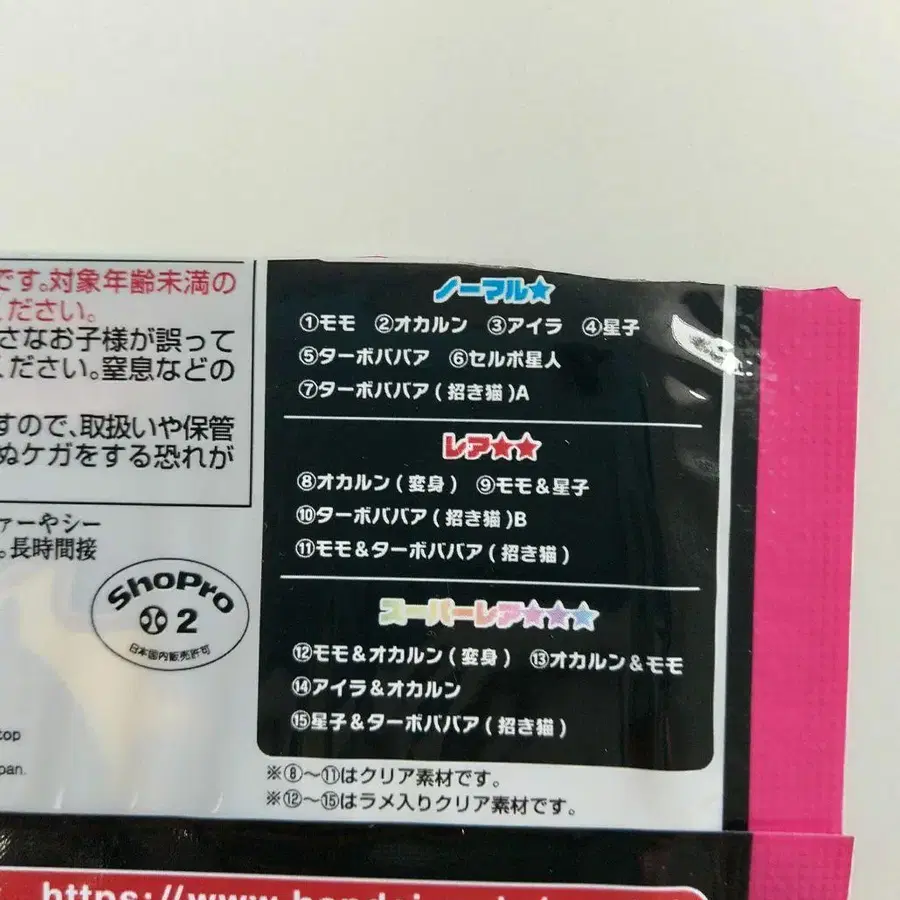 です。対象年齢未満の
ください。
さなお子様が誤って
ください。窒息などの
すので、取扱いや保管
ぬケガをする恐れが
ァーやシー
。長時間接
ShoPro
2
日本国内販売許可
top
pan.
ノーマル★
①モモ ②オカルン ③アイラ ④星子
⑤ターボババア ⑥セルポ星人
⑦ターボババア(招き猫)A
レア★★
⑧オカルン(変身) ⑨モモ&星子
⑩ターボババア(招き猫)B
⑪モモ&ターボババア(招き猫)
スーパーレア★★★
⑫モモ&オカルン(変身) ⑬オカルン&モモ
⑭アイラ&オカルン
⑮星子&ターボババア(招き猫)
※⑧～⑪はクリア素材です。
※⑫～⑮はラメ入りクリア素材です。
https://www.bandai